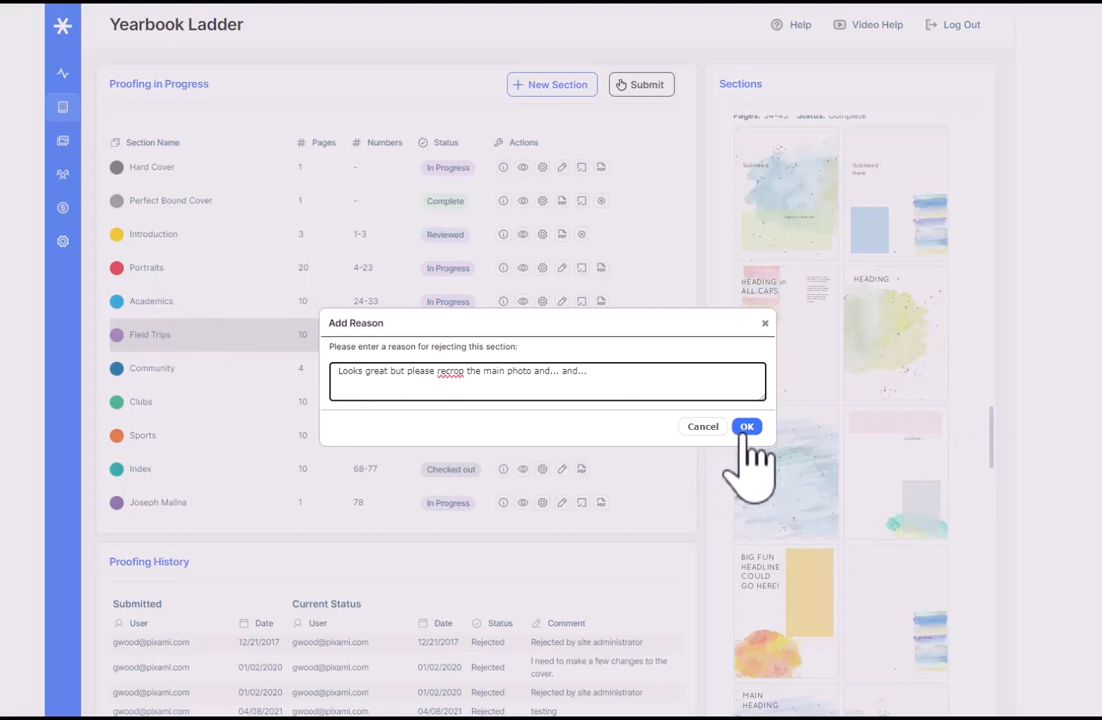 Yearbook Ladder
Help
Video Help
Log Out
Proofing in Progress
New Section
Submit
Section Name
# Pages
# Numbers
Status
Actions
Hard Cover 1 - In Progress
Perfect Bound Cover 1 - Complete
Introduction 3 1-3 Reviewed
Portraits 20 4-23 In Progress
Academics 10 24-33 In Progress
Field Trips 10
Community 4
Clubs 10
Sports 10
Index 10 68-77 Checked out
Joseph Malina 1 78 In Progress
Add Reason
Please enter a reason for rejecting this section:
Looks great but please recrop the main photo and... and...
Cancel
OK
Proofing History
Submitted
Current Status
User Date User Date Status Comment
gwood@pixami.com 12/21/2017 gwood@pixami.com 12/21/2017 Rejected Rejected by site administrator
gwood@pixami.com 01/02/2020 gwood@pixami.com 01/02/2020 Rejected I need to make a few changes to the
cover.
gwood@pixami.com 01/02/2020 gwood@pixami.com 01/02/2020 Rejected Rejected by site administrator
gwood@pixami.com 04/08/2021 gwood@pixami.com 04/08/2021 Rejected testing
Sections
Pages: 34-43 Status: Complete
Subhead
Subhead
Here
HEADING in
ALL CAPS
HEADING
BIG FUN
HEADLINE
COULD
GO HERE!
MAIN
HEADING